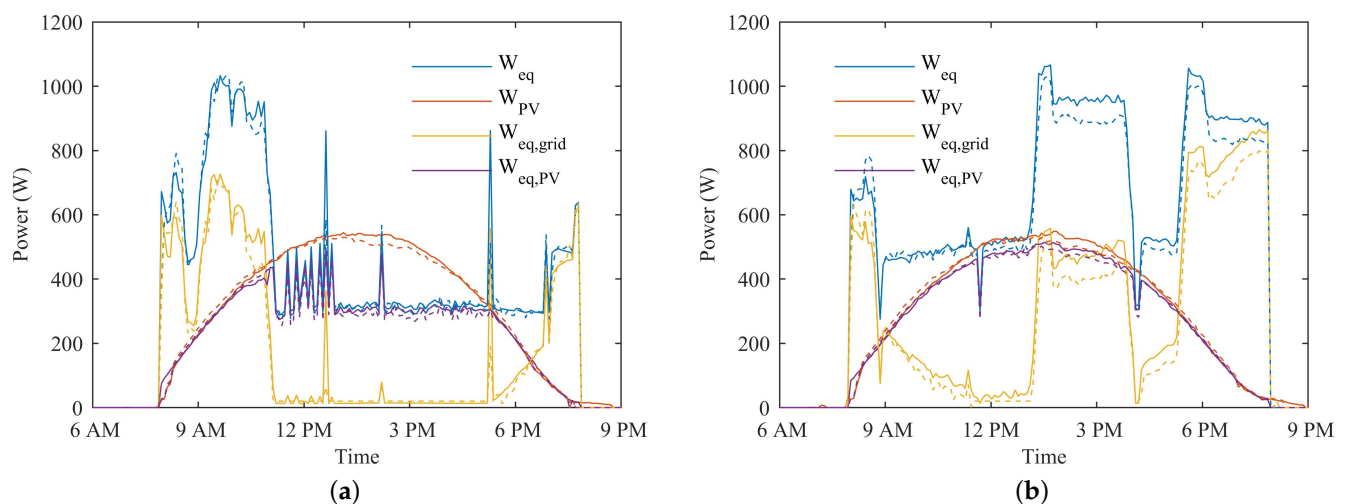 1200
1000
800
600
400
200
0
Power (W)
W_eq
W_PV
W_eq,grid
W_eq,PV
6 AM 9 AM 12 PM 3 PM 6 PM 9 PM
Time
(a)
1200
1000
800
600
400
200
0
Power (W)
W_eq
W_PV
W_eq,grid
W_eq,PV
6 AM 9 AM 12 PM 3 PM 6 PM 9 PM
Time
(b)